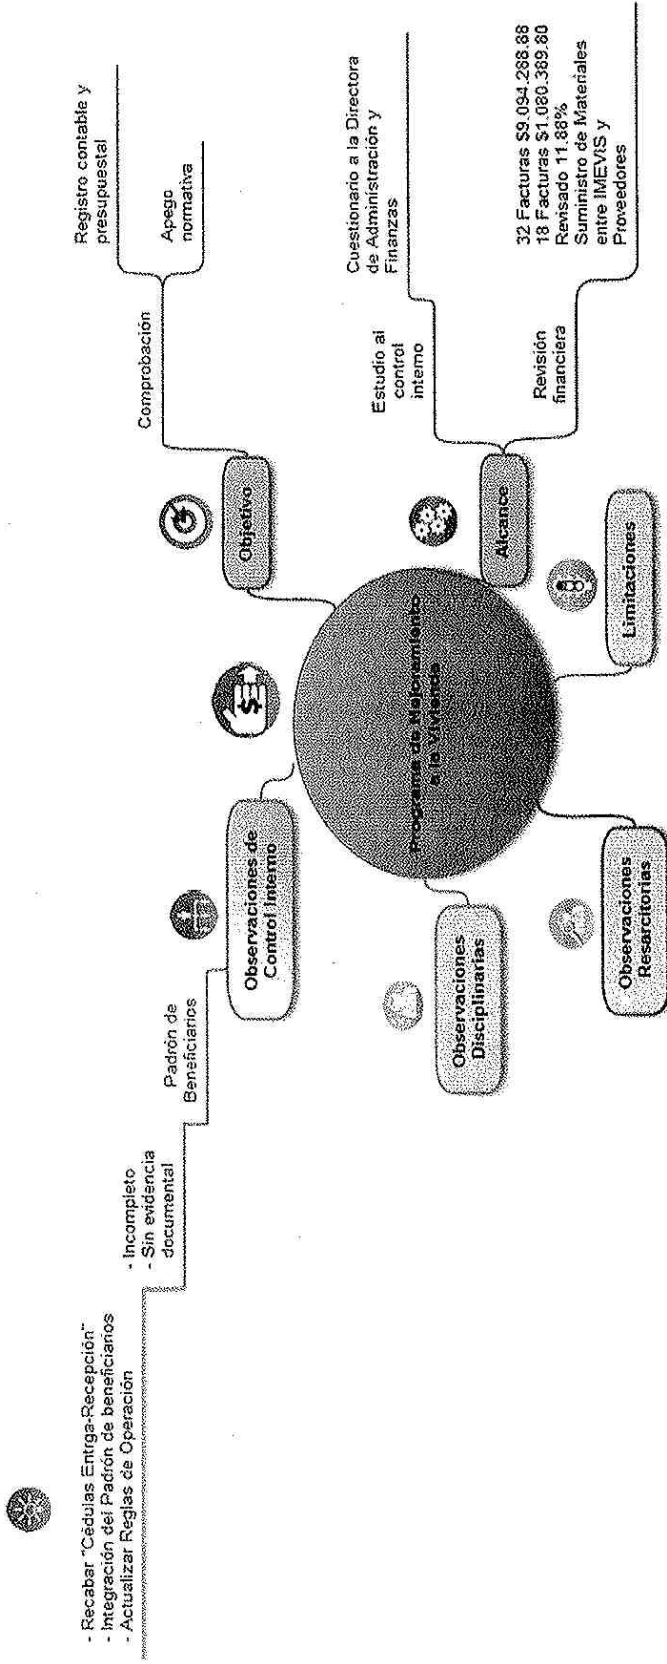 - Recabar "Cédulas Entrga-Recepción"
- Integración del Padrón de beneficiarios
- Actualizar Reglas de Operación
- Incompleto
- Sin evidencia
documental
Padrón de
Beneficiarios
Observaciones de
Control Interno
Observaciones
Disciplinarias
Observaciones
Resarcitorias
Programa de Mejoramiento
a la Vivienda
$
Objetivo
Comprobación
Registro contable y
presupuestal
Apego
normativa
Alcance
Estudio al
control
interno
Cuestionario a la Directora
de Administración y
Finanzas
Revisión
financiera
32 Facturas $9.094.288.88
18 Facturas $1.080.389.80
Revisado 11.88%
Suministro de Materiales
entre IMEVIS y
Proveedores
Limitaciones